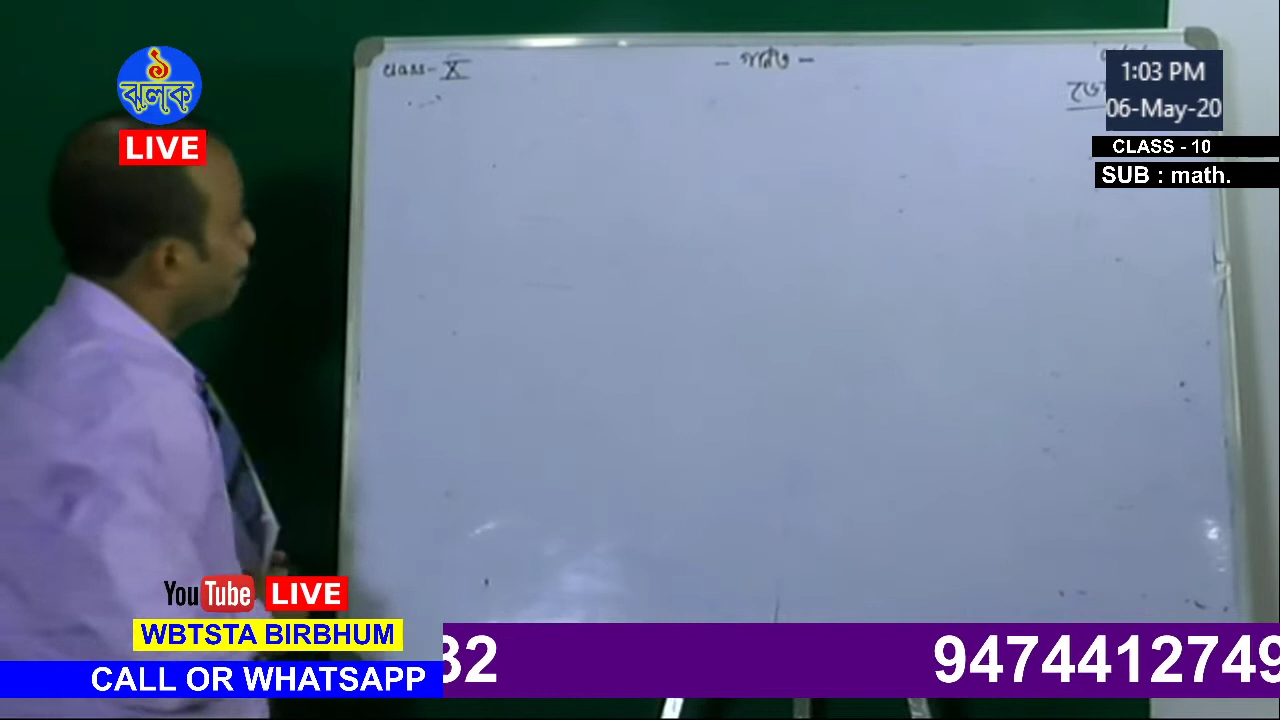 ঝলক
LIVE
class - X
- গণিত -
1:03 PM
06-May-20
CLASS - 10
SUB : math.
YouTube LIVE
WBTSTA BIRBHUM
CALL OR WHATSAPP
32
9474412749